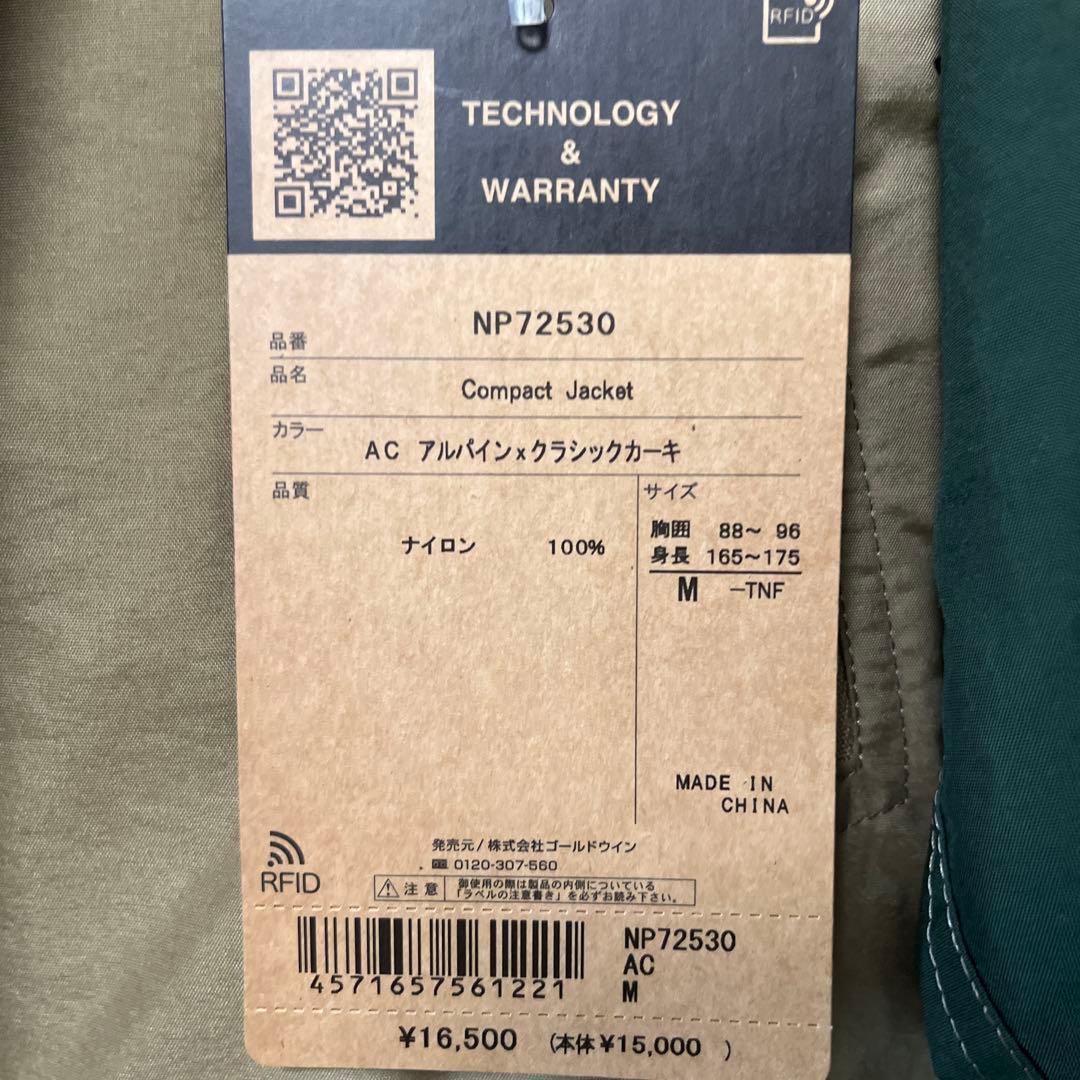 RFID
TECHNOLOGY
&
WARRANTY
品番 NP72530
品名 Compact Jacket
カラー AC アルパインxクラシックカーキ
品質
ナイロン 100%
サイズ
胸囲 88〜 96
身長 165〜175
M −TNF
MADE IN
CHINA
発売元/株式会社ゴールドウイン
0120-307-560
RFID
注意
御使用の際は製品の内側についている
「ラベルの注意書き」を必ずお読み下さい。
4571657561221
NP72530
AC
M
¥16,500 (本体¥15,000 )